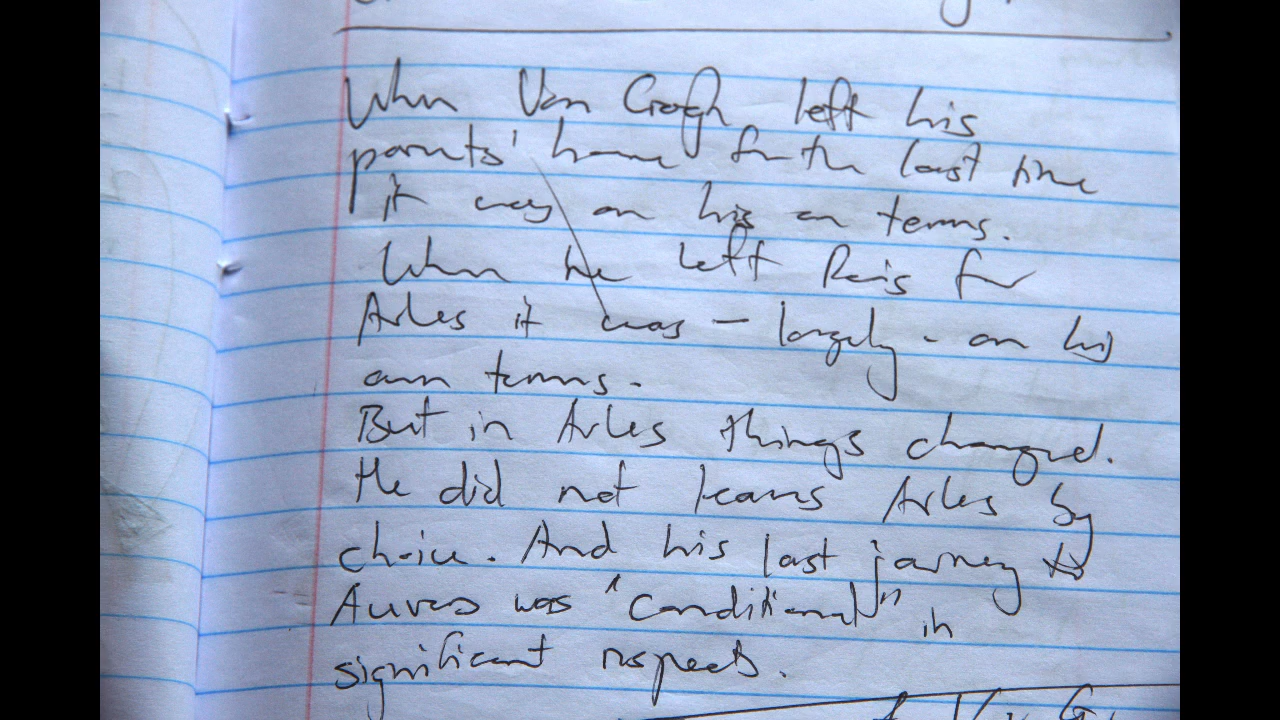 When Van Gogh left his
parents' home for the last time
it was on his own terms.
When he left Paris for
Arles it was - largely - on his
own terms.
But in Arles things changed.
He did not leave Arles by
choice. And his last journey to
Auvers was "conditional" in
significant respects.